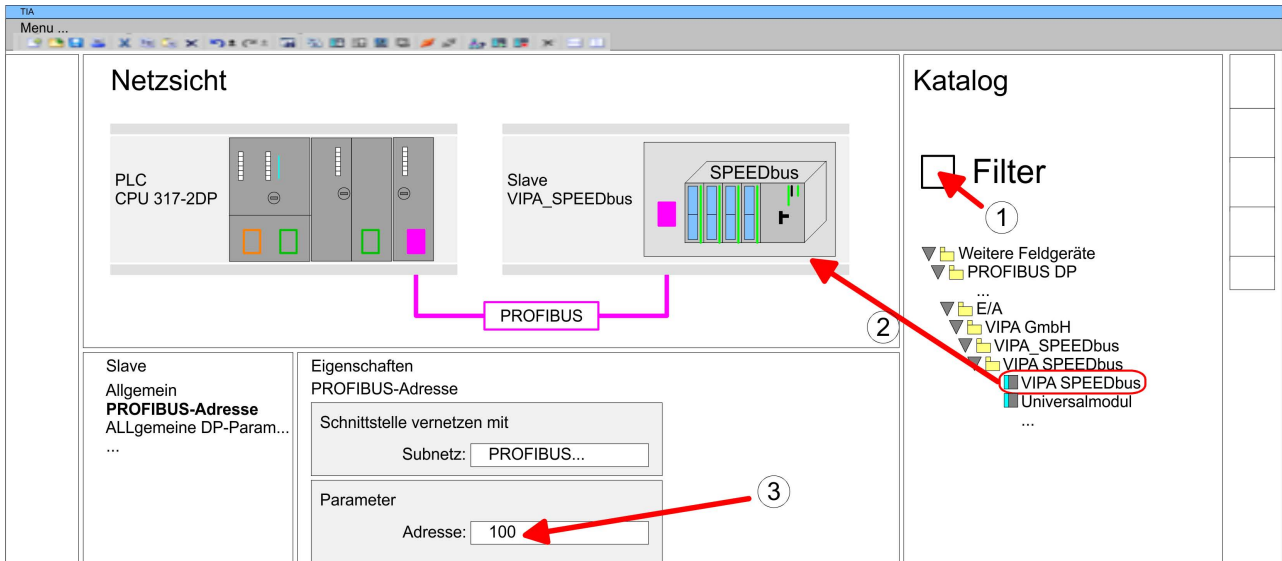 TIA
Menu ...
Netzsicht
PLC
CPU 317-2DP
Slave
VIPA_SPEEDbus
SPEEDbus
PROFIBUS
2
Katalog
Filter
1
Weitere Feldgeräte
PROFIBUS DP
...
E/A
VIPA GmbH
VIPA_SPEEDbus
VIPA SPEEDbus
VIPA SPEEDbus
Universalmodul
...
Slave
Allgemein
PROFIBUS-Adresse
ALLgemeine DP-Param...
...
Eigenschaften
PROFIBUS-Adresse
Schnittstelle vernetzen mit
Subnetz: PROFIBUS...
Parameter
Adresse: 100
3